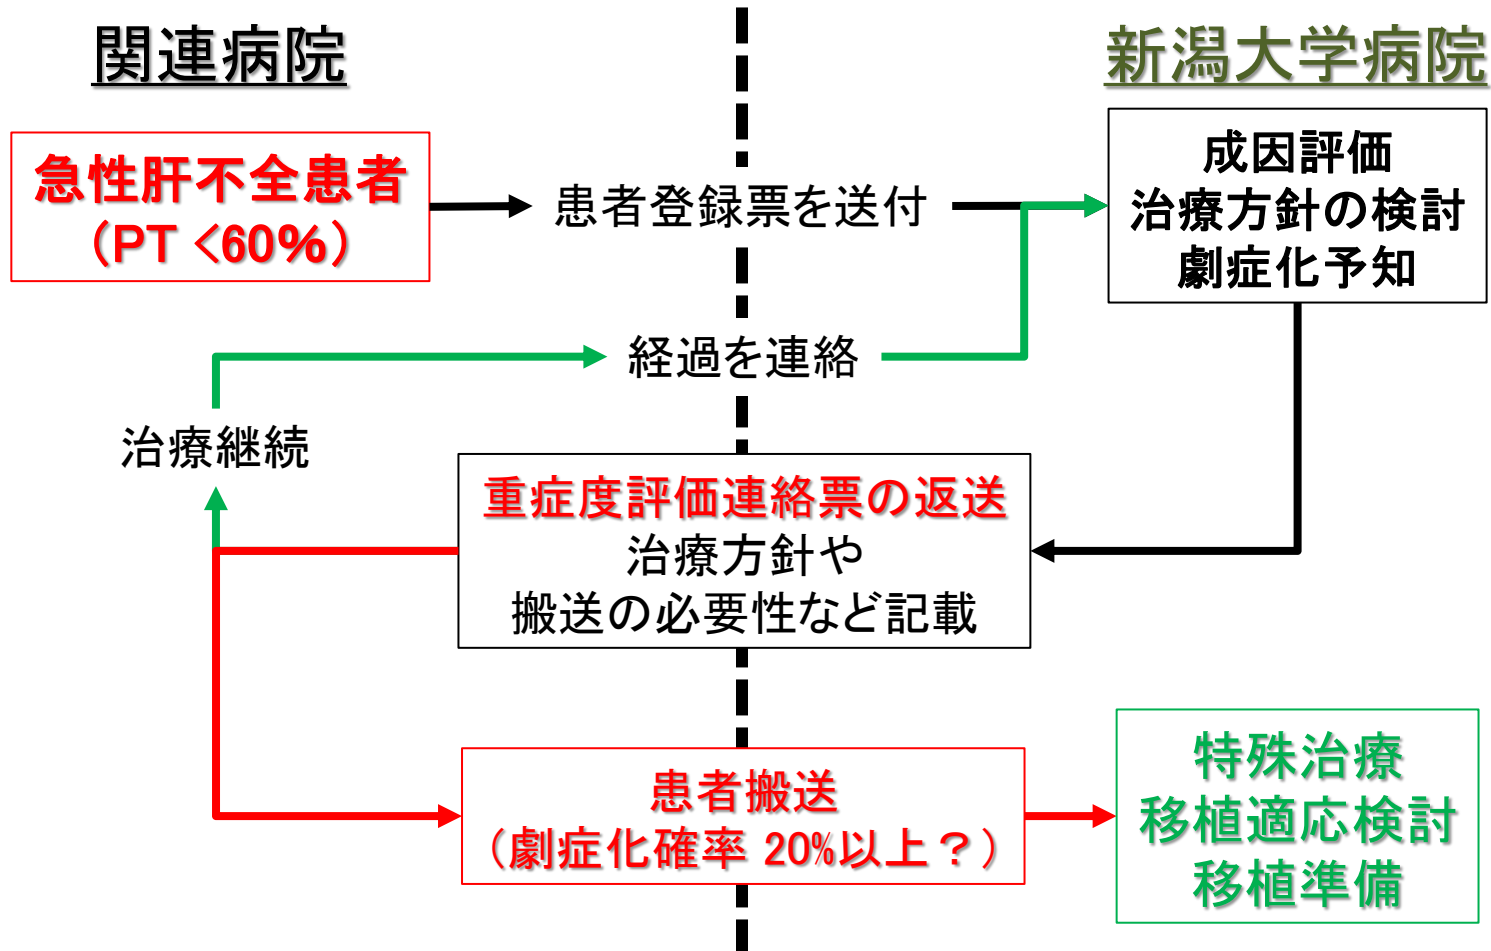 関連病院
新潟大学病院
急性肝不全患者
（PT <60%）
患者登録票を送付
成因評価
治療方針の検討
劇症化予知
経過を連絡
治療継続
重症度評価連絡票の返送
治療方針や
搬送の必要性など記載
患者搬送
（劇症化確率 20%以上？）
特殊治療
移植適応検討
移植準備